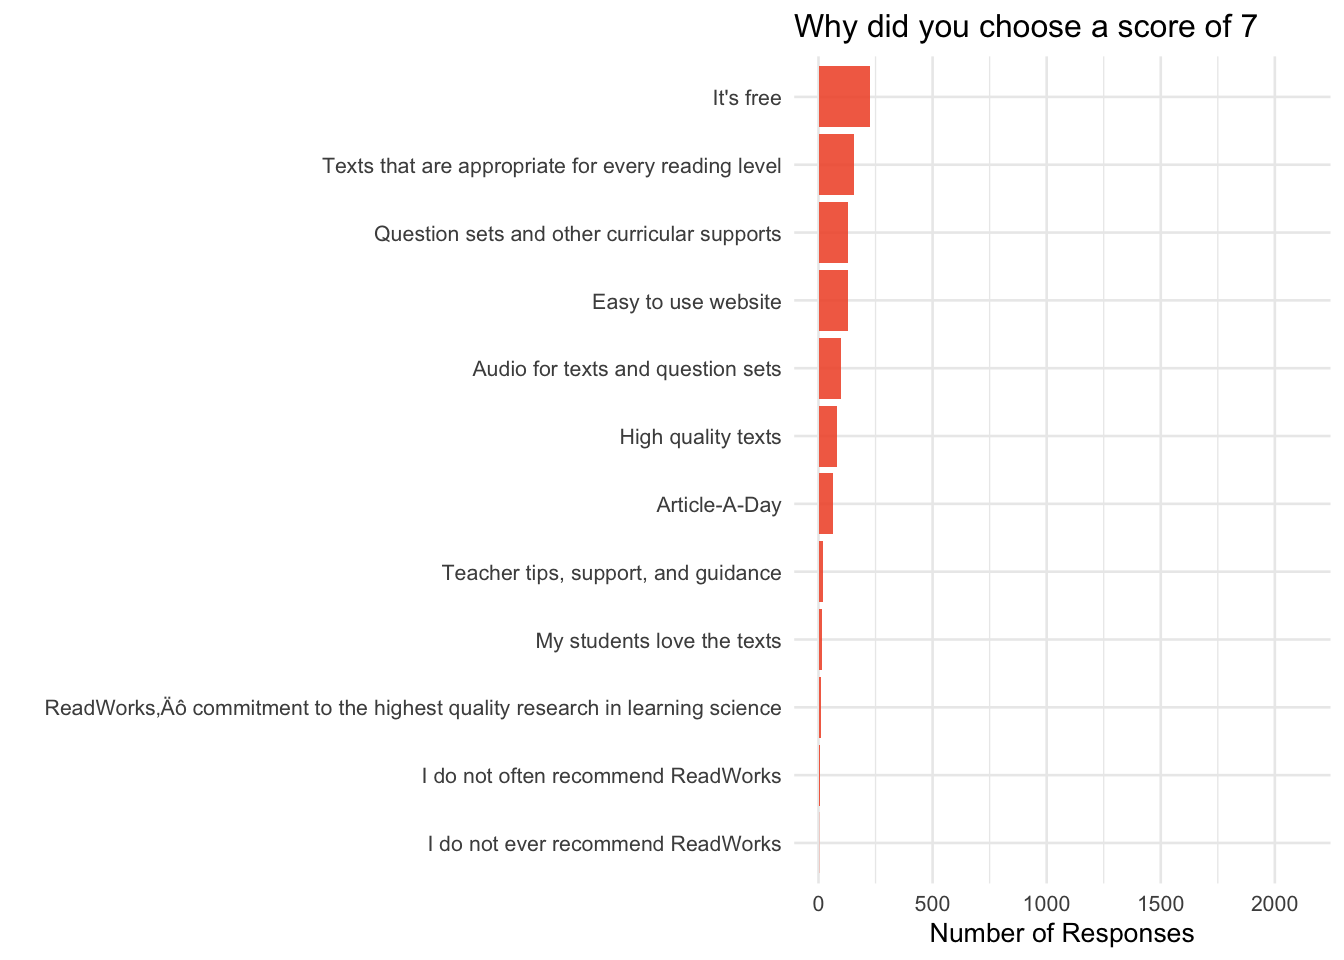 Why did you choose a score of 7
It's free
Texts that are appropriate for every reading level
Question sets and other curricular supports
Easy to use website
Audio for texts and question sets
High quality texts
Article-A-Day
Teacher tips, support, and guidance
My students love the texts
ReadWorks‚Äô commitment to the highest quality research in learning science
I do not often recommend ReadWorks
I do not ever recommend ReadWorks
0 500 1000 1500 2000
Number of Responses